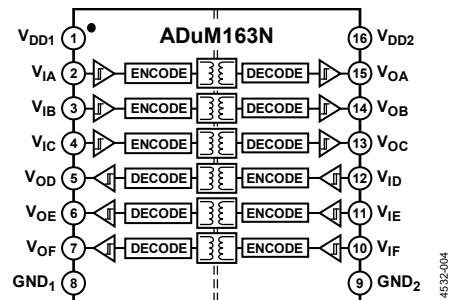 ADuM163N
VDD1 1 16 VDD2
VIA 2 ENCODE DECODE 15 VOA
VIB 3 ENCODE DECODE 14 VOB
VIC 4 ENCODE DECODE 13 VOC
VOD 5 DECODE ENCODE 12 VID
VOE 6 DECODE ENCODE 11 VIE
VOF 7 DECODE ENCODE 10 VIF
GND1 8 9 GND2
4532-004